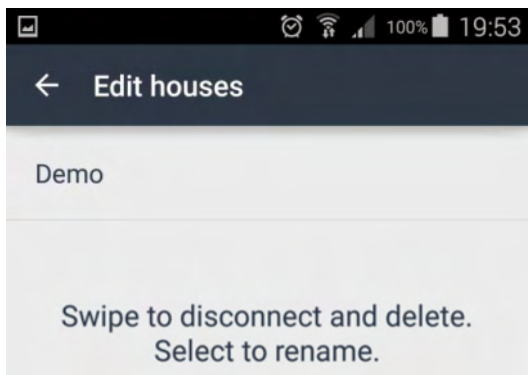 100% 19:53
Edit houses
Demo
Swipe to disconnect and delete.
Select to rename.